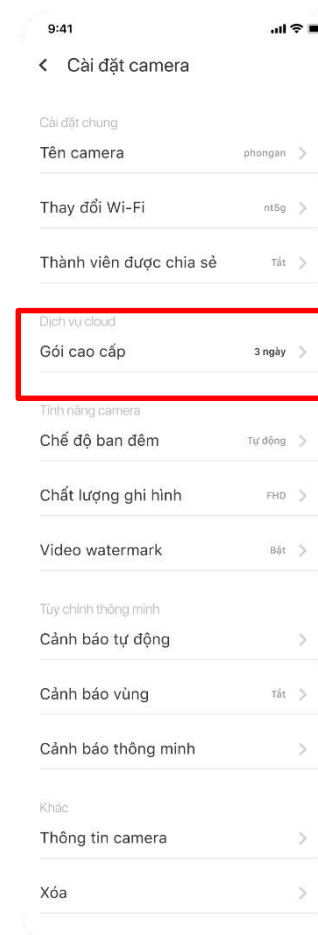 9:41
Cài đặt camera
Cài đặt chung
Tên camera phongan
Thay đổi Wi-Fi nt5g
Thành viên được chia sẻ Tắt
Dịch vụ cloud
Gói cao cấp 3 ngày
Tính năng camera
Chế độ ban đêm Tự động
Chất lượng ghi hình FHD
Video watermark Bật
Tùy chỉnh thông minh
Cảnh báo tự động
Cảnh báo vùng Tắt
Cảnh báo thông minh
Khác
Thông tin camera
Xóa